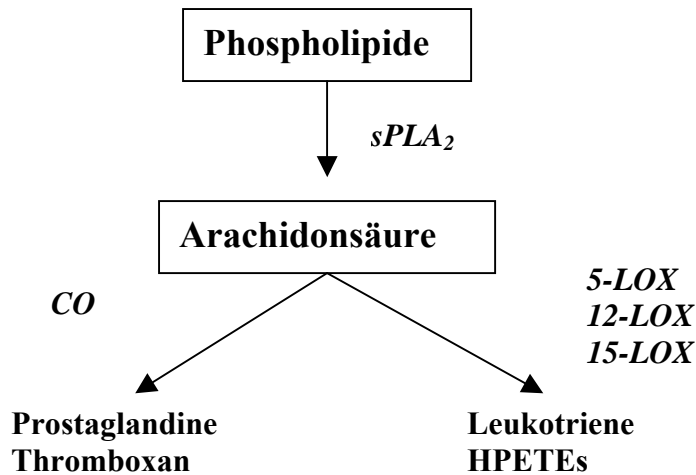 Phospholipide
sPLA₂
Arachidonsäure
CO
5-LOX
12-LOX
15-LOX
Prostaglandine
Thromboxan
Leukotriene
HPETEs